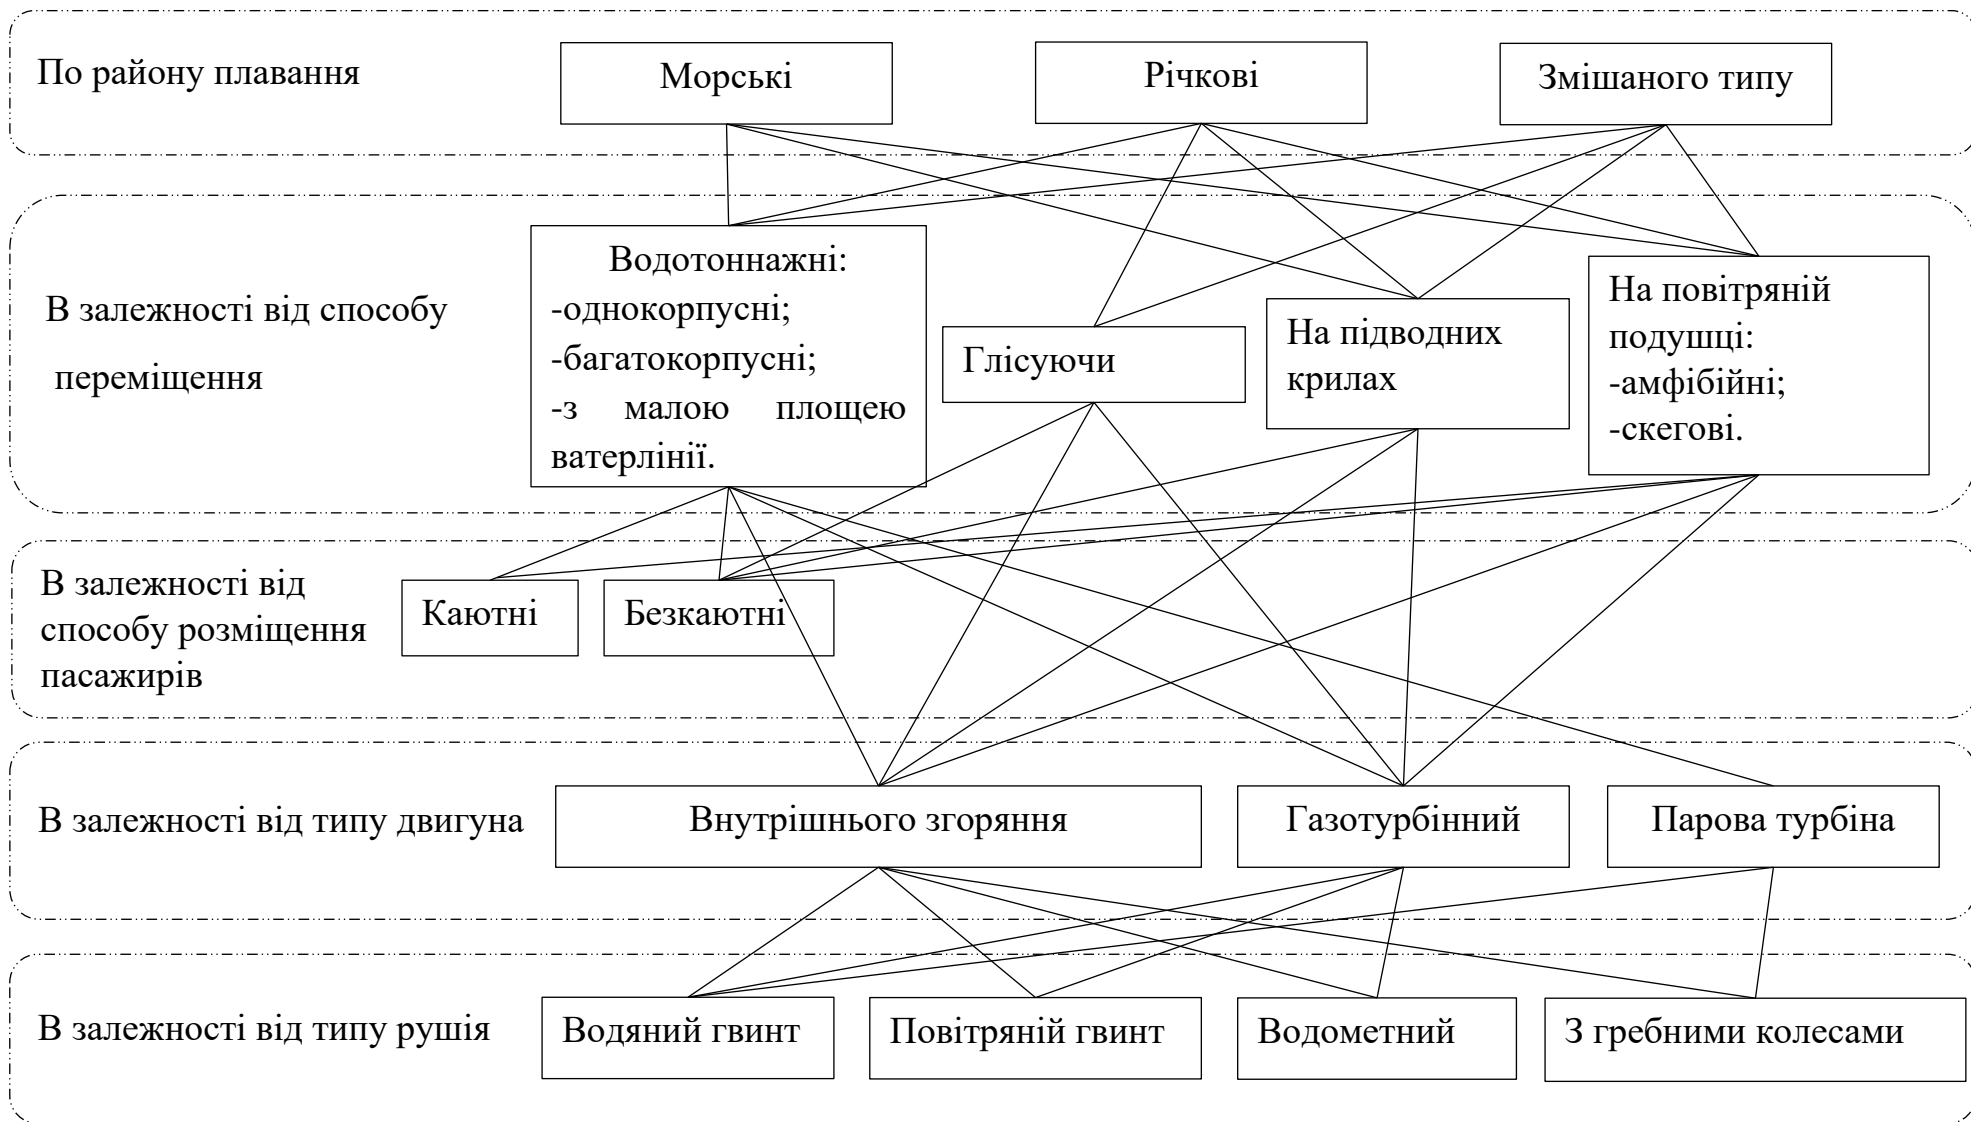 По району плавання
Морські
Річкові
Змішаного типу
В залежності від способу
переміщення
Водотоннажні:
-однокорпусні;
-багатокорпусні;
-з малою площею
ватерлінії.
Глісуючи
На підводних
крилах
На повітряній
подушці:
-амфібійні;
-скегові.
В залежності від
способу розміщення
пасажирів
Каютні
Безкаютні
В залежності від типу двигуна
Внутрішнього згоряння
Газотурбінний
Парова турбіна
В залежності від типу рушія
Водяний гвинт
Повітряній гвинт
Водометний
З гребними колесами